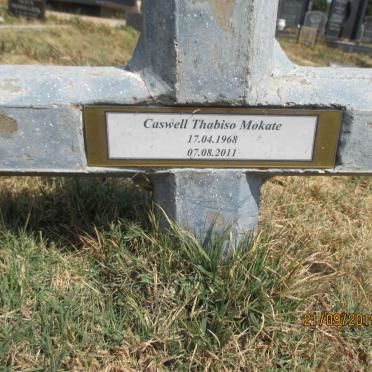 Caswell Thabiso Mokate
17.04.1968
07.08.2011